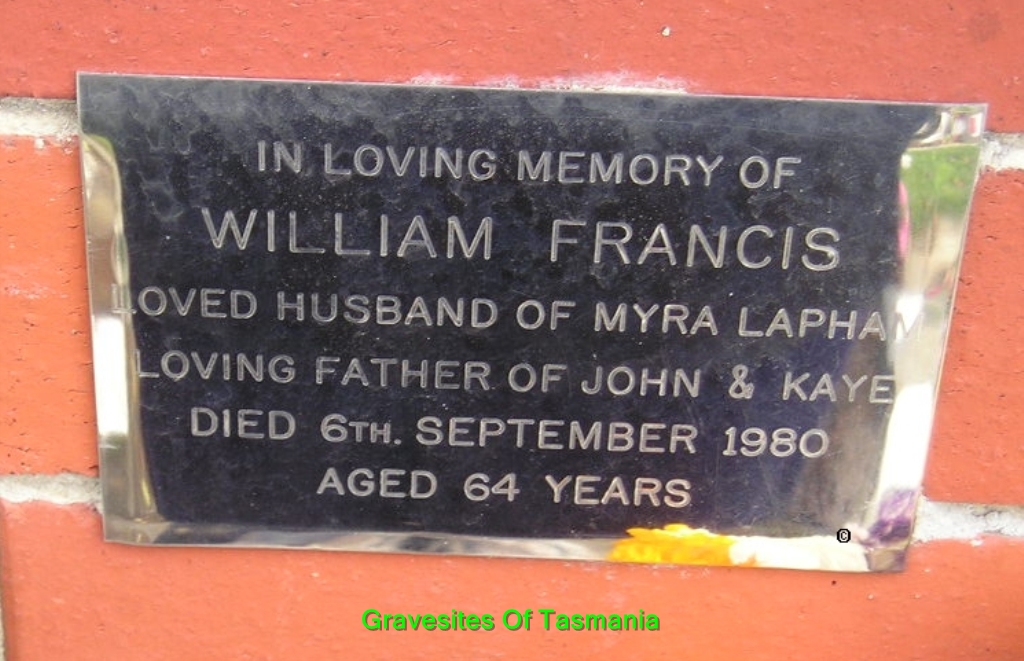 IN LOVING MEMORY OF
WILLIAM FRANCIS
LOVED HUSBAND OF MYRA LAPHAM
LOVING FATHER OF JOHN & KAYE
DIED 6TH. SEPTEMBER 1980
AGED 64 YEARS
©
Gravesites Of Tasmania